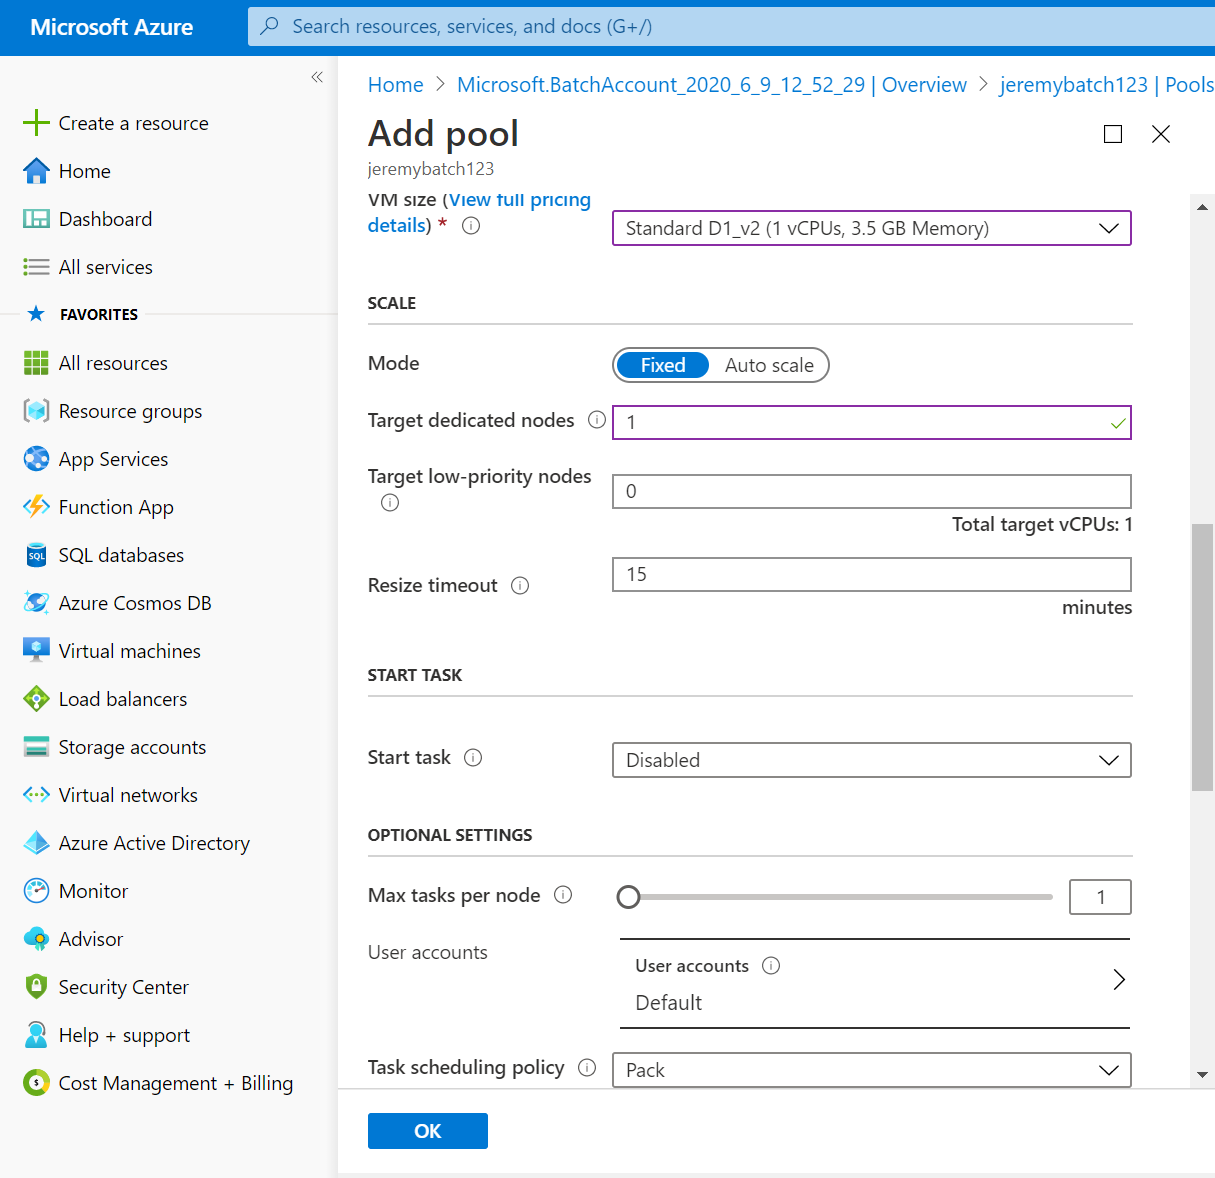 Microsoft Azure
Search resources, services, and docs (G+/)
Create a resource
Home
Dashboard
All services
FAVORITES
All resources
Resource groups
App Services
Function App
SQL
SQL databases
Azure Cosmos DB
Virtual machines
Load balancers
Storage accounts
Virtual networks
Azure Active Directory
Monitor
Advisor
Security Center
Help + support
Cost Management + Billing
Home > Microsoft.BatchAccount_2020_6_9_12_52_29 | Overview > jeremybatch123 | Pools
Add pool
jeremybatch123
VM size (View full pricing
details) *
Standard D1_v2 (1 vCPUs, 3.5 GB Memory)
SCALE
Mode
Fixed Auto scale
Target dedicated nodes
1
Target low-priority nodes
0
Total target vCPUs: 1
Resize timeout
15
minutes
START TASK
Start task
Disabled
OPTIONAL SETTINGS
Max tasks per node
1
User accounts
User accounts
Default
Task scheduling policy
Pack
OK